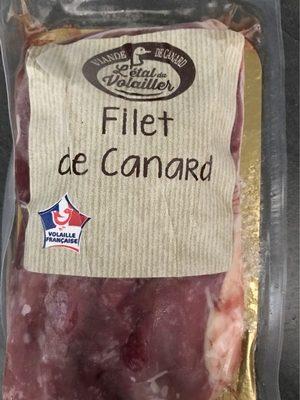 VIANDE DE CANARD
L'étal du
Volailler
Filet
de Canard
VOLAILLE
FRANÇAISE